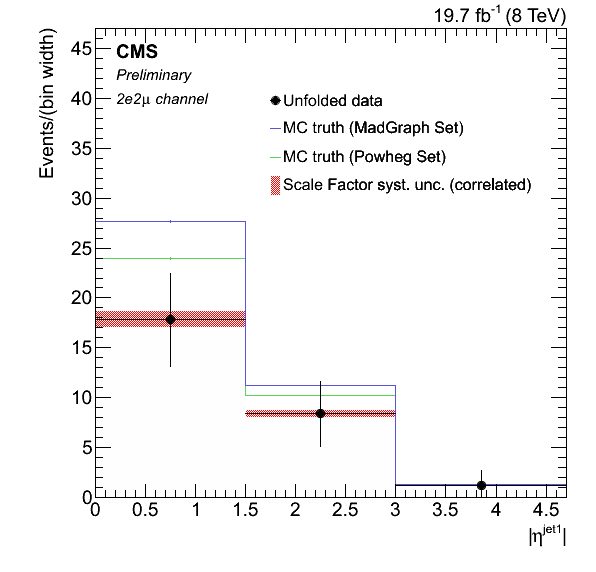 19.7 fb⁻¹ (8 TeV)
Events/(bin width)
CMS
Preliminary
2e2μ channel
Unfolded data
MC truth (MadGraph Set)
MC truth (Powheg Set)
Scale Factor syst. unc. (correlated)
45
40
35
30
25
20
15
10
5
0
0 0.5 1 1.5 2 2.5 3 3.5 4 4.5
|η^jet1|